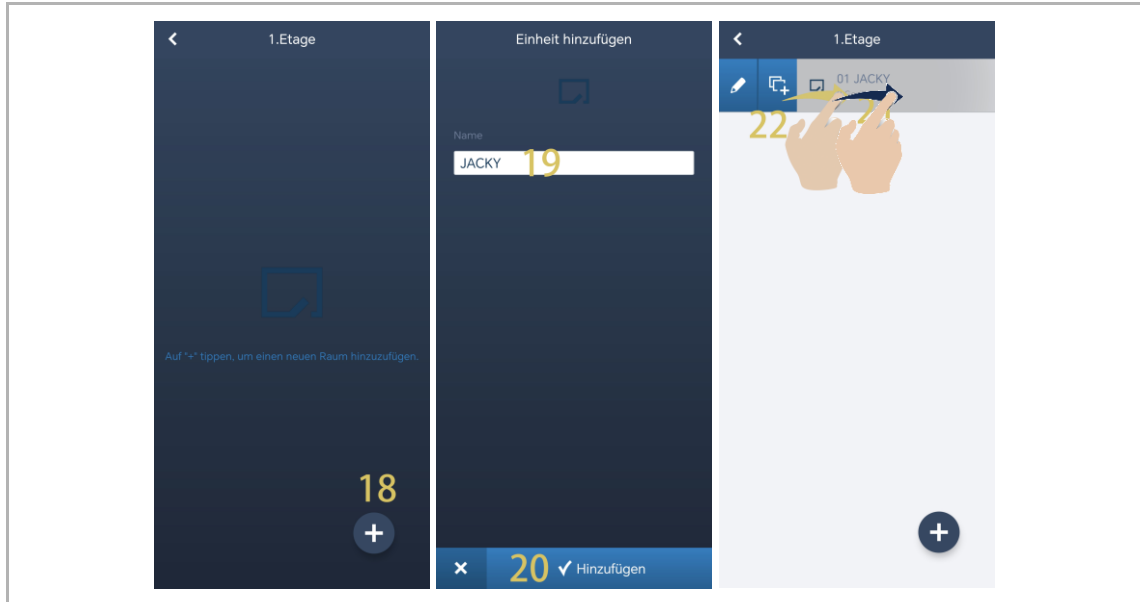 1.Etage
Auf "+" tippen, um einen neuen Raum hinzuzufügen.
18
Einheit hinzufügen
Name
JACKY
19
20
Hinzufügen
1.Etage
01 JACKY
21
22